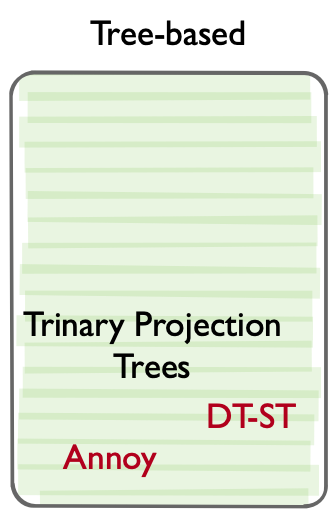 Tree-based
Trinary Projection
Trees
DT-ST
Annoy